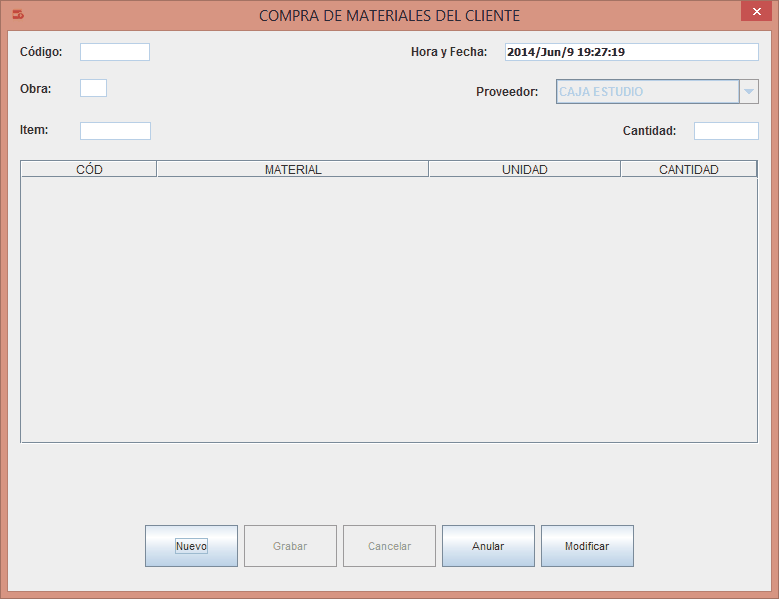 COMPRA DE MATERIALES DEL CLIENTE
Código:
Hora y Fecha: 2014/Jun/9 19:27:19
Obra:
Proveedor: CAJA ESTUDIO
Item:
Cantidad:
CÓD MATERIAL UNIDAD CANTIDAD
Nuevo Grabar Cancelar Anular Modificar